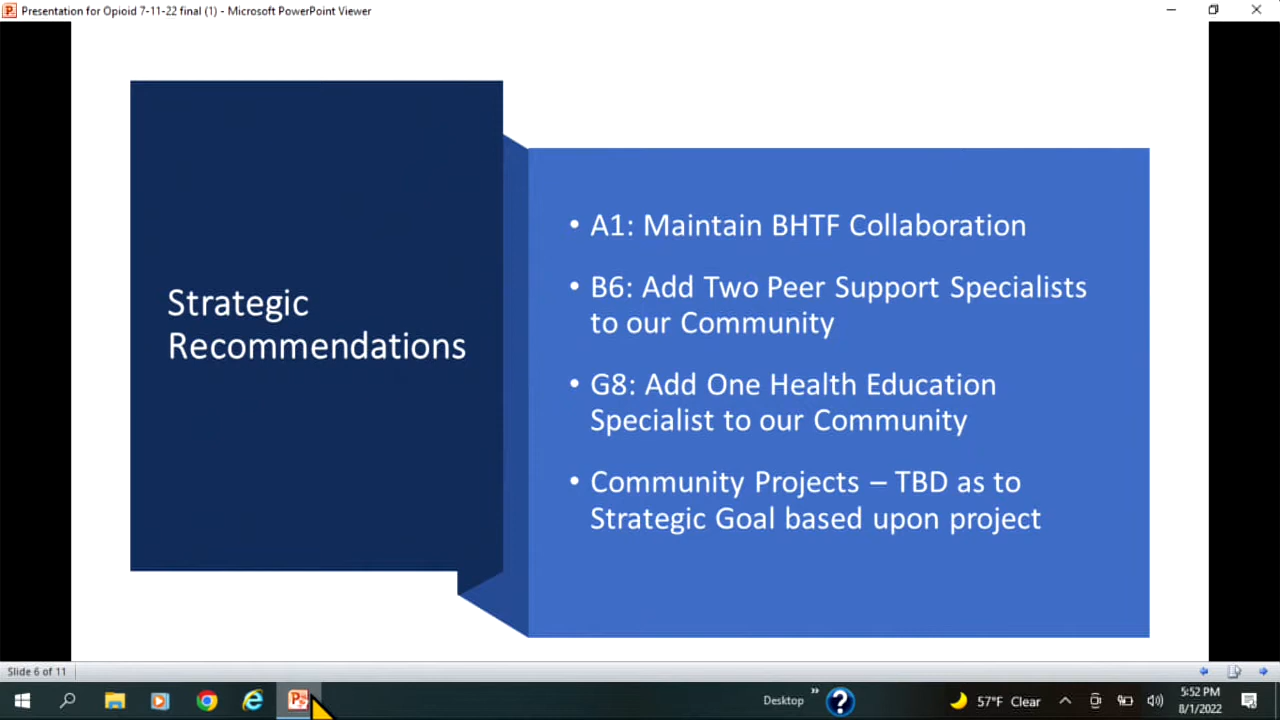 Presentation for Opioid 7-11-22 final (1) - Microsoft PowerPoint Viewer
Strategic
Recommendations
• A1: Maintain BHTF Collaboration
• B6: Add Two Peer Support Specialists
to our Community
• G8: Add One Health Education
Specialist to our Community
• Community Projects – TBD as to
Strategic Goal based upon project
Slide 6 of 11
Desktop
57°F Clear
5:52 PM
8/1/2022